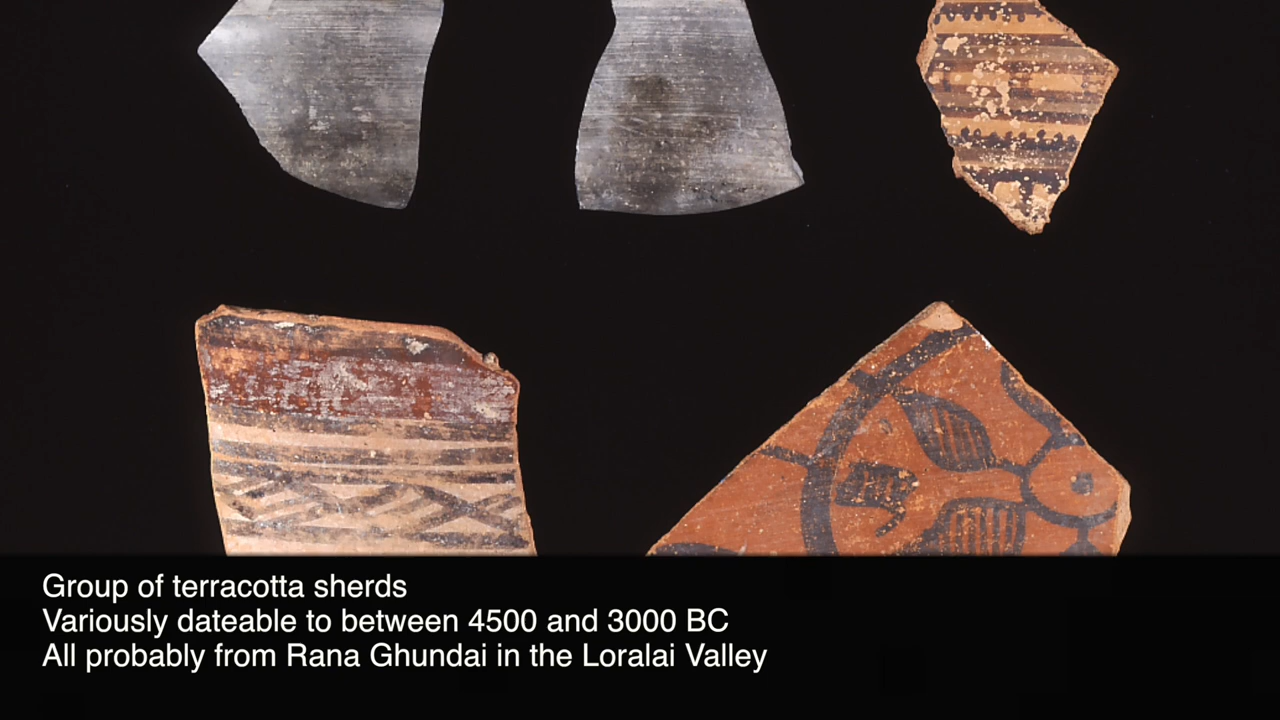 Group of terracotta sherds
Variously dateable to between 4500 and 3000 BC
All probably from Rana Ghundai in the Loralai Valley